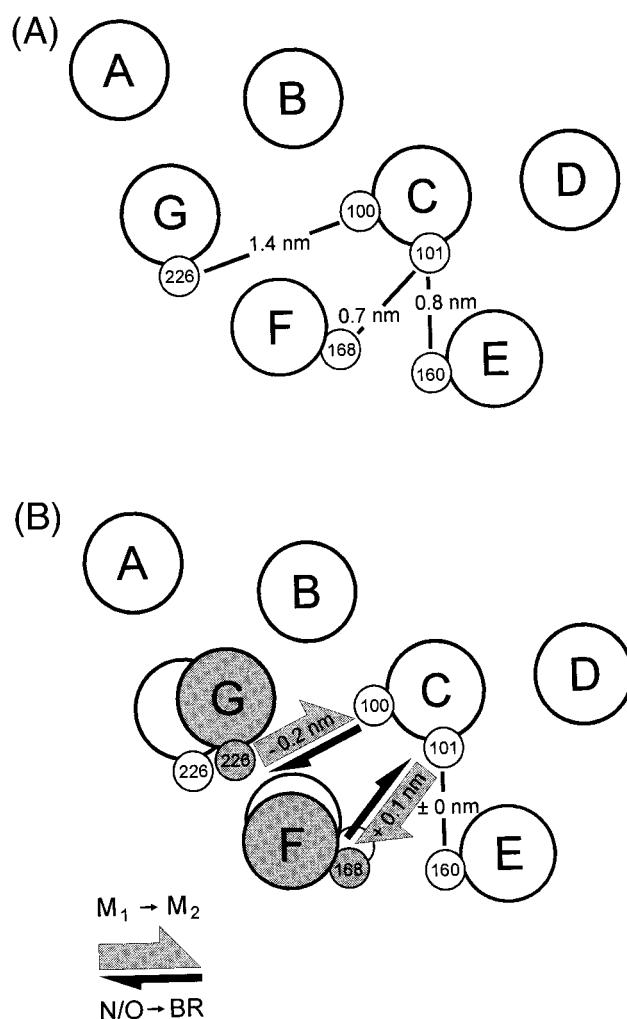 (A)
A
B
C
D
G
100
1.4 nm
101
226
0.7 nm
0.8 nm
F
168
160
E
(B)
A
B
C
D
G
100
- 0.2 nm
226
226
101
+ 0.1 nm
± 0 nm
F
168
160
E
M₁ → M₂
N/O → BR